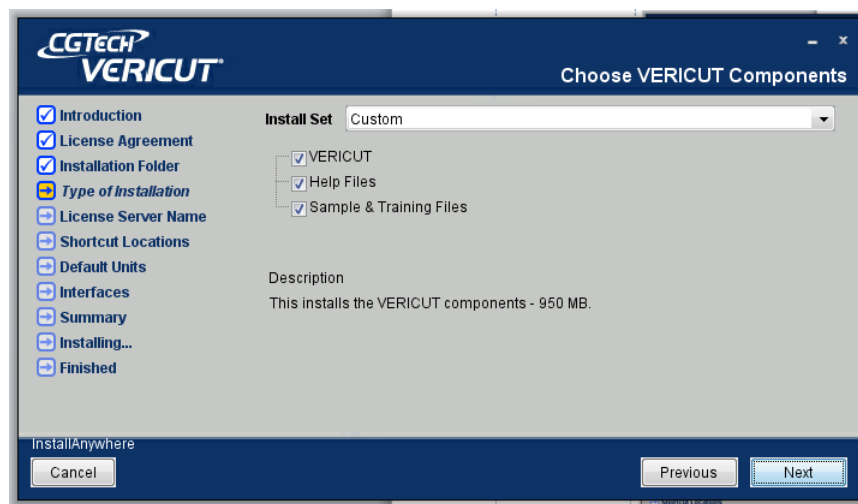 CGTECH
VERICUT
Choose VERICUT Components
Introduction
License Agreement
Installation Folder
Type of Installation
License Server Name
Shortcut Locations
Default Units
Interfaces
Summary
Installing...
Finished
Install Set Custom
VERICUT
Help Files
Sample & Training Files
Description
This installs the VERICUT components - 950 MB.
InstallAnywhere
Cancel Previous Next
Shortcut Locations